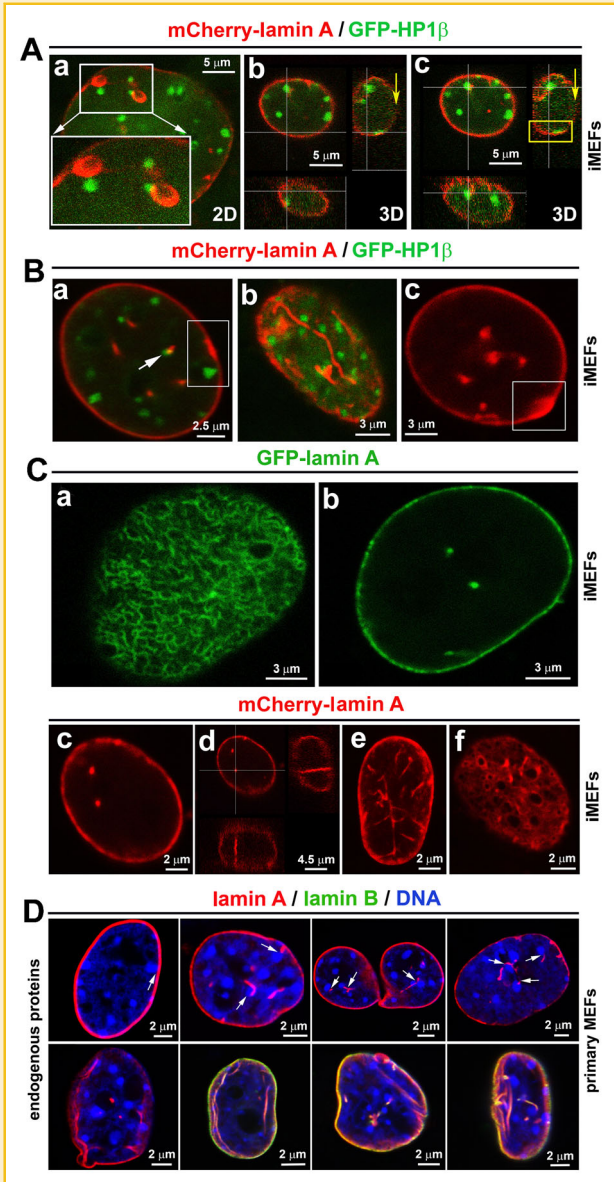 mCherry-lamin A / GFP-HP1β
A
a
5 μm
2D
b
5 μm
3D
c
5 μm
3D
iMEFs
mCherry-lamin A / GFP-HP1β
B
a
2.5 μm
b
3 μm
c
3 μm
iMEFs
GFP-lamin A
C
a
3 μm
b
3 μm
iMEFs
mCherry-lamin A
c
2 μm
d
4.5 μm
e
2 μm
f
2 μm
iMEFs
lamin A / lamin B / DNA
D
endogenous proteins
2 μm
2 μm
2 μm
2 μm
2 μm
2 μm
2 μm
2 μm
primary MEFs